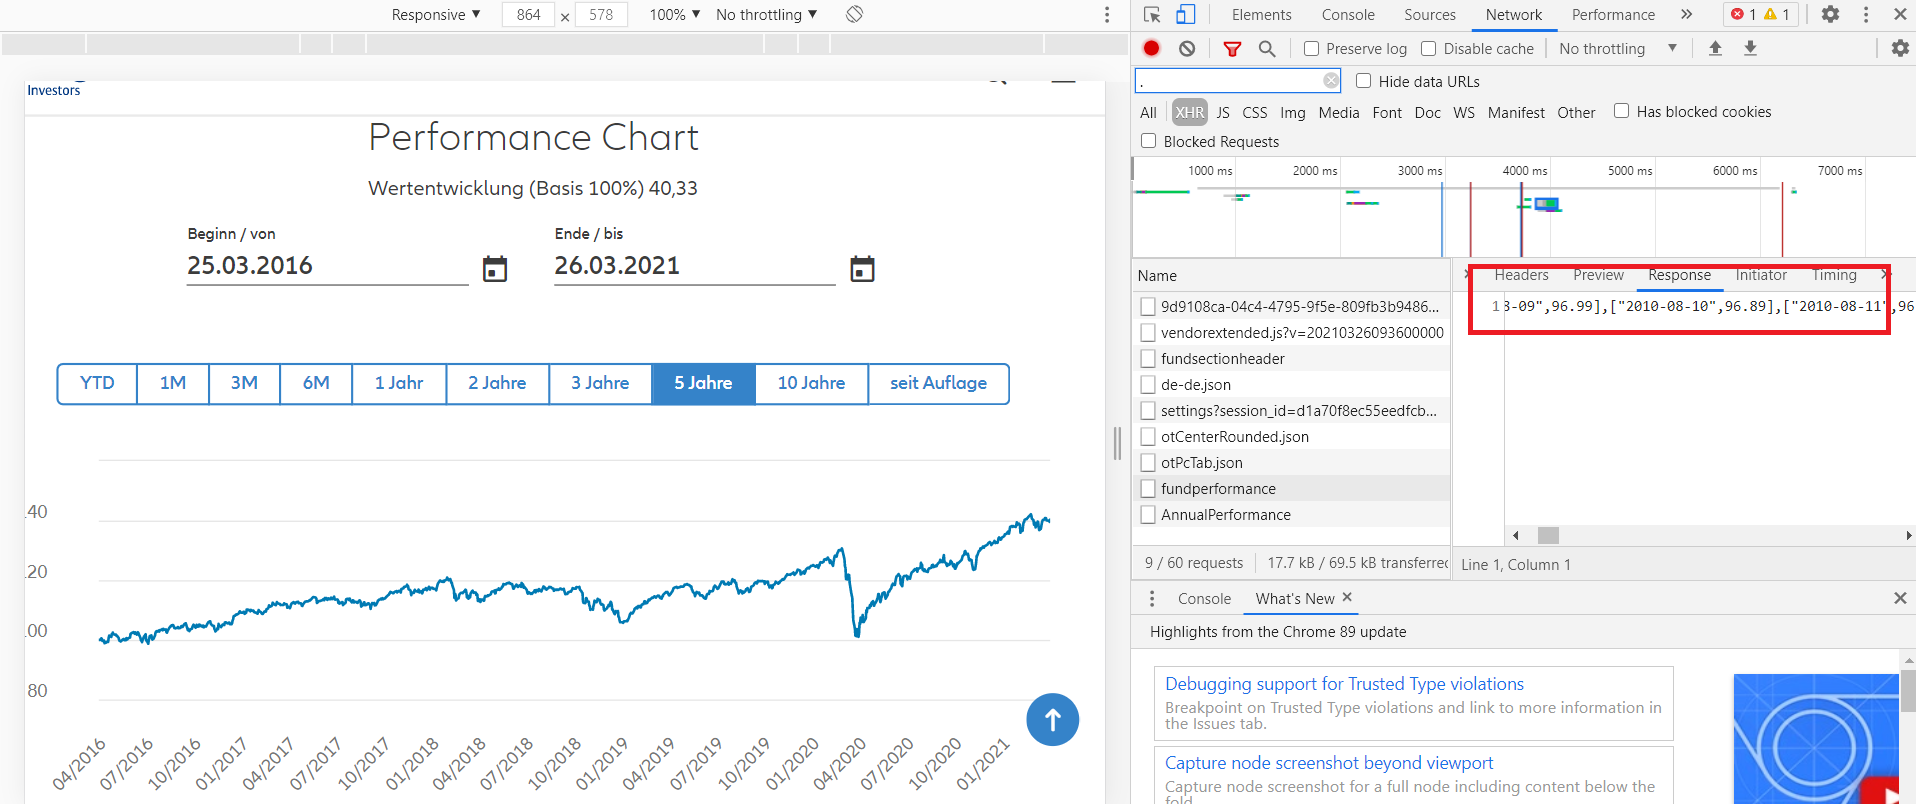 Responsive ▼ 864 × 578 100% ▼ No throttling ▼
Investors
Performance Chart
Wertentwicklung (Basis 100%) 40,33
Beginn / von Ende / bis
25.03.2016 26.03.2021
YTD 1M 3M 6M 1 Jahr 2 Jahre 3 Jahre 5 Jahre 10 Jahre seit Auflage
40
20
00
80
04/2016 07/2016 10/2016 01/2017 04/2017 07/2017 10/2017 01/2018 04/2018 07/2018 10/2018 01/2019 04/2019 07/2019 10/2019 01/2020 04/2020 07/2020 10/2020 01/2021
Elements Console Sources Network Performance » 1 1
Preserve log Disable cache No throttling ▼
. Hide data URLs
All XHR JS CSS Img Media Font Doc WS Manifest Other Has blocked cookies
Blocked Requests
1000 ms 2000 ms 3000 ms 4000 ms 5000 ms 6000 ms 7000 ms
Name
9d9108ca-04c4-4795-9f5e-809fb3b9486...
vendorextended.js?v=20210326093600000
fundsectionheader
de-de.json
settings?session_id=d1a70f8ec55eedfcb...
otCenterRounded.json
otPcTab.json
fundperformance
AnnualPerformance
9 / 60 requests 17.7 kB / 69.5 kB transferred
Headers Preview Response Initiator Timing
1 8-09",96.99],["2010-08-10",96.89],["2010-08-11",96
Line 1, Column 1
Console What's New ×
Highlights from the Chrome 89 update
Debugging support for Trusted Type violations
Breakpoint on Trusted Type violations and link to more information in
the Issues tab.
Capture node screenshot beyond viewport
Capture node screenshot for a full node including content below the
fold.